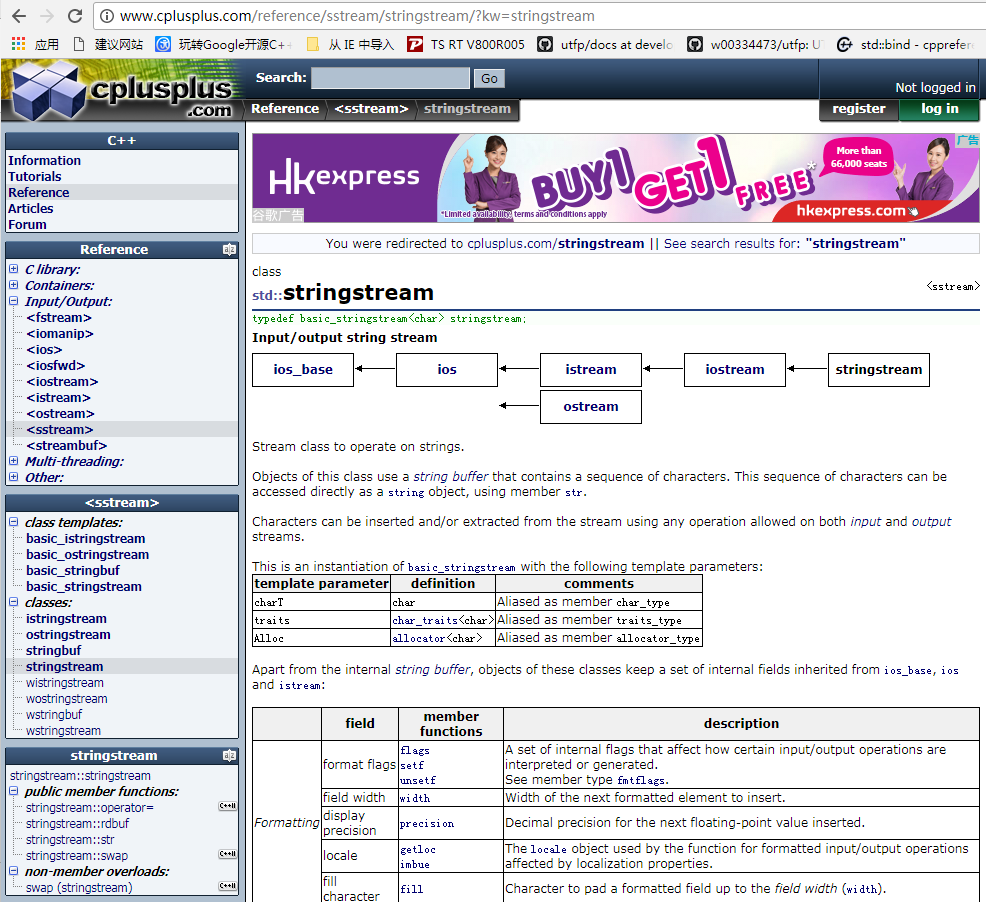 www.cplusplus.com/reference/sstream/stringstream/?kw=stringstream
应用 建议网站 玩转Google开源C++ 从 IE 中导入 TS RT V800R005 utfp/docs at develo w00334473/utfp: U std::bind - cpprefere
cplusplus
.com
Search: Go
Not logged in
Reference <sstream> stringstream
register log in
C++
Information
Tutorials
Reference
Articles
Forum
Reference
C library:
Containers:
Input/Output:
<fstream>
<iomanip>
<ios>
<iosfwd>
<iostream>
<istream>
<ostream>
<sstream>
<streambuf>
Multi-threading:
Other:
<sstream>
class templates:
basic_istringstream
basic_ostringstream
basic_stringbuf
basic_stringstream
classes:
istringstream
ostringstream
stringbuf
stringstream
wistringstream
wostringstream
wstringbuf
wstringstream
stringstream
stringstream::stringstream
public member functions:
stringstream::operator= C++11
stringstream::rdbuf
stringstream::str
stringstream::swap C++11
non-member overloads:
swap (stringstream) C++11
hkexpress
BUY1 GET1 FREE*
More than
66,000 seats
广告
谷歌广告
*Limited availability, terms and conditions apply
hkexpress.com
You were redirected to cplusplus.com/stringstream || See search results for: "stringstream"
class
std::stringstream <sstream>
typedef basic_stringstream<char> stringstream;
Input/output string stream
ios_base ios istream iostream stringstream
ostream
Stream class to operate on strings.
Objects of this class use a string buffer that contains a sequence of characters. This sequence of characters can be
accessed directly as a string object, using member str.
Characters can be inserted and/or extracted from the stream using any operation allowed on both input and output
streams.
This is an instantiation of basic_stringstream with the following template parameters:
template parameter definition comments
charT char Aliased as member char_type
traits char_traits<char> Aliased as member traits_type
Alloc allocator<char> Aliased as member allocator_type
Apart from the internal string buffer, objects of these classes keep a set of internal fields inherited from ios_base, ios
and istream:
field member functions description
Formatting
format flags flags setf unsetf A set of internal flags that affect how certain input/output operations are
interpreted or generated.
See member type fmtflags.
field width width Width of the next formatted element to insert.
display precision precision Decimal precision for the next floating-point value inserted.
locale getloc imbue The locale object used by the function for formatted input/output operations
affected by localization properties.
fill character fill Character to pad a formatted field up to the field width (width).